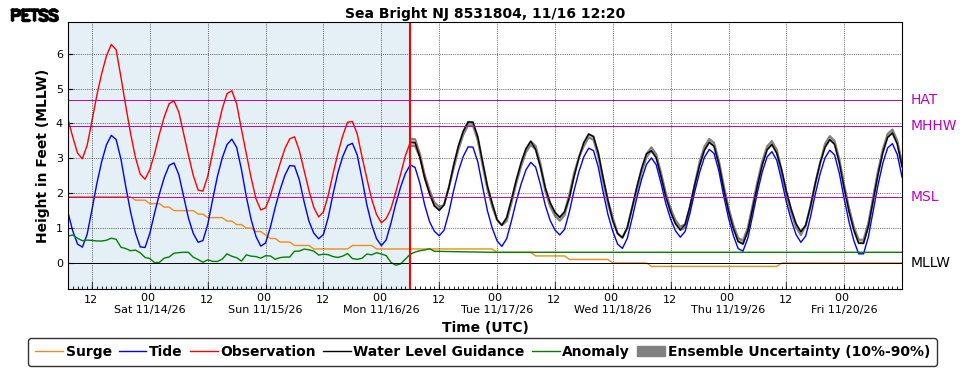 PETSS
Sea Bright NJ 8531804, 11/16 12:20
Height in Feet (MLLW)
6
5
4
3
2
1
0
HAT
MHHW
MSL
MLLW
12 00 12 00 12 00 12 00 12 00 12 00 12 00
Sat 11/14/26 Sun 11/15/26 Mon 11/16/26 Tue 11/17/26 Wed 11/18/26 Thu 11/19/26 Fri 11/20/26
Time (UTC)
Surge Tide Observation Water Level Guidance Anomaly Ensemble Uncertainty (10%-90%)